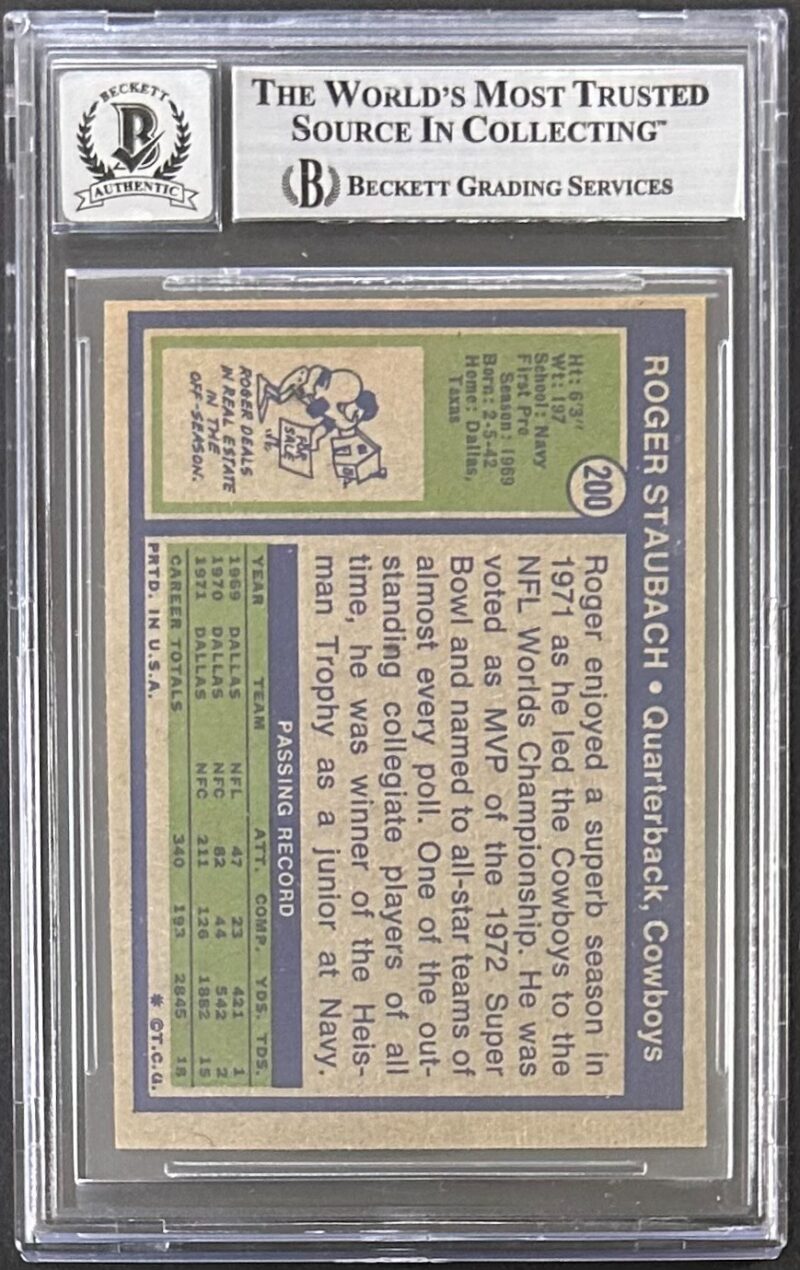 BECKETT
B
AUTHENTIC
THE WORLD'S MOST TRUSTED
SOURCE IN COLLECTING™
B BECKETT GRADING SERVICES
ROGER STAUBACH • Quarterback, Cowboys
200
Ht: 6'3"
Wt: 197
School: Navy
First Pro
Season: 1969
Born: 2-5-42
Home: Dallas,
Texas
FOR
SALE
ROGER DEALS
IN REAL ESTATE
IN THE
OFF-SEASON.
Roger enjoyed a superb season in
1971 as he led the Cowboys to the
NFL Worlds Championship. He was
voted as MVP of the 1972 Super
Bowl and named to all-star teams of
almost every poll. One of the out-
standing collegiate players of all
time, he was winner of the Heis-
man Trophy as a junior at Navy.
PASSING RECORD
YEAR TEAM ATT. COMP. YDS. TDS.
1969 DALLAS NFL 47 23 421 1
1970 DALLAS NFC 82 44 542 2
1971 DALLAS NFC 211 126 1882 15
CAREER TOTALS 340 193 2845 18
PRTD. IN U.S.A. * ©T.C.G.